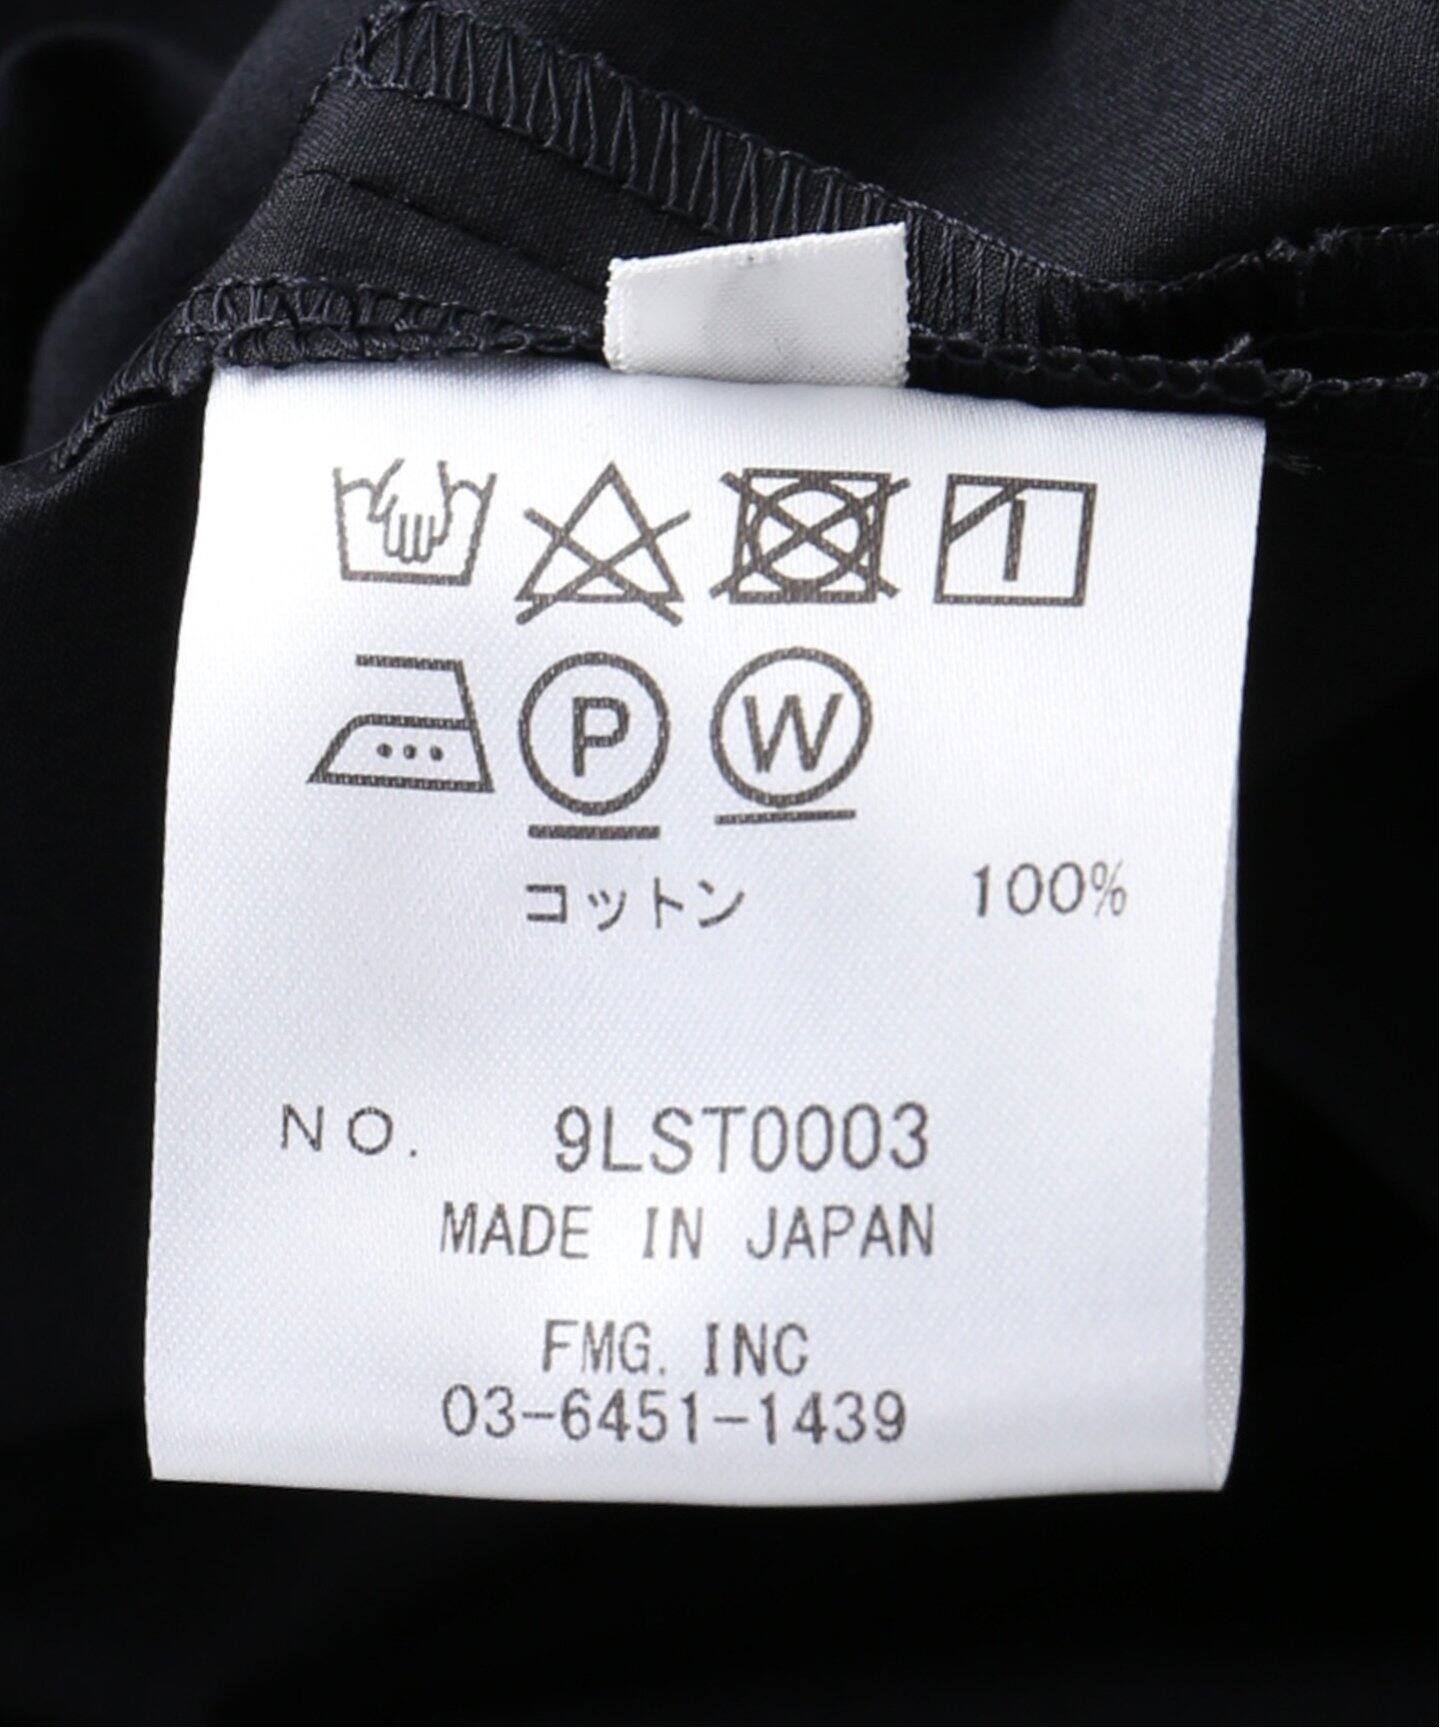 P W
コットン 100%
NO. 9LST0003
MADE IN JAPAN
FMG. INC
03-6451-1439